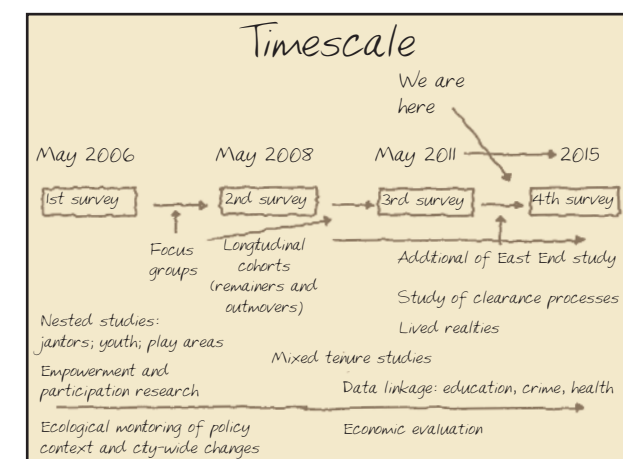 Timescale
We are
here
May 2006
May 2008
May 2011
2015
1st survey
2nd survey
3rd survey
4th survey
Focus
groups
Longtudinal
cohorts
(remainers and
outmovers)
Addtional of East End study
Study of clearance processes
Lived realties
Nested studies:
jantors; youth; play areas
Mixed tenure studies
Empowerment and
participation research
Data linkage: education, crime, health
Ecological montoring of policy
context and cty-wide changes
Economic evaluation